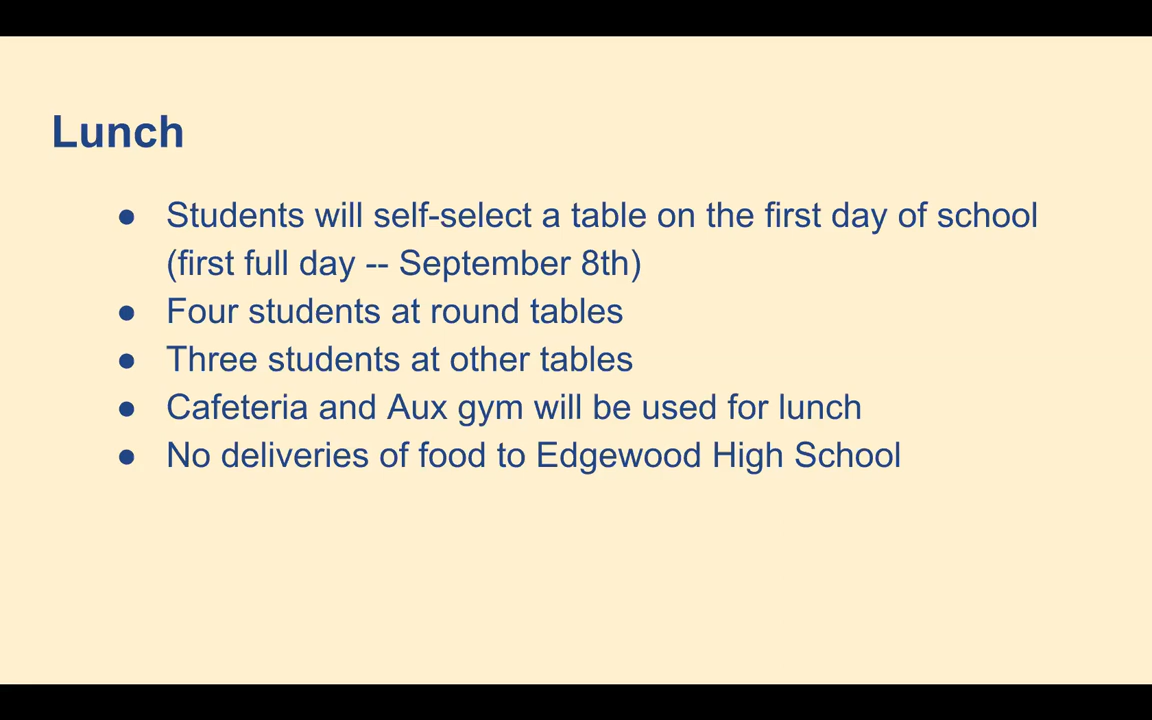 Lunch
● Students will self-select a table on the first day of school
(first full day -- September 8th)
● Four students at round tables
● Three students at other tables
● Cafeteria and Aux gym will be used for lunch
● No deliveries of food to Edgewood High School